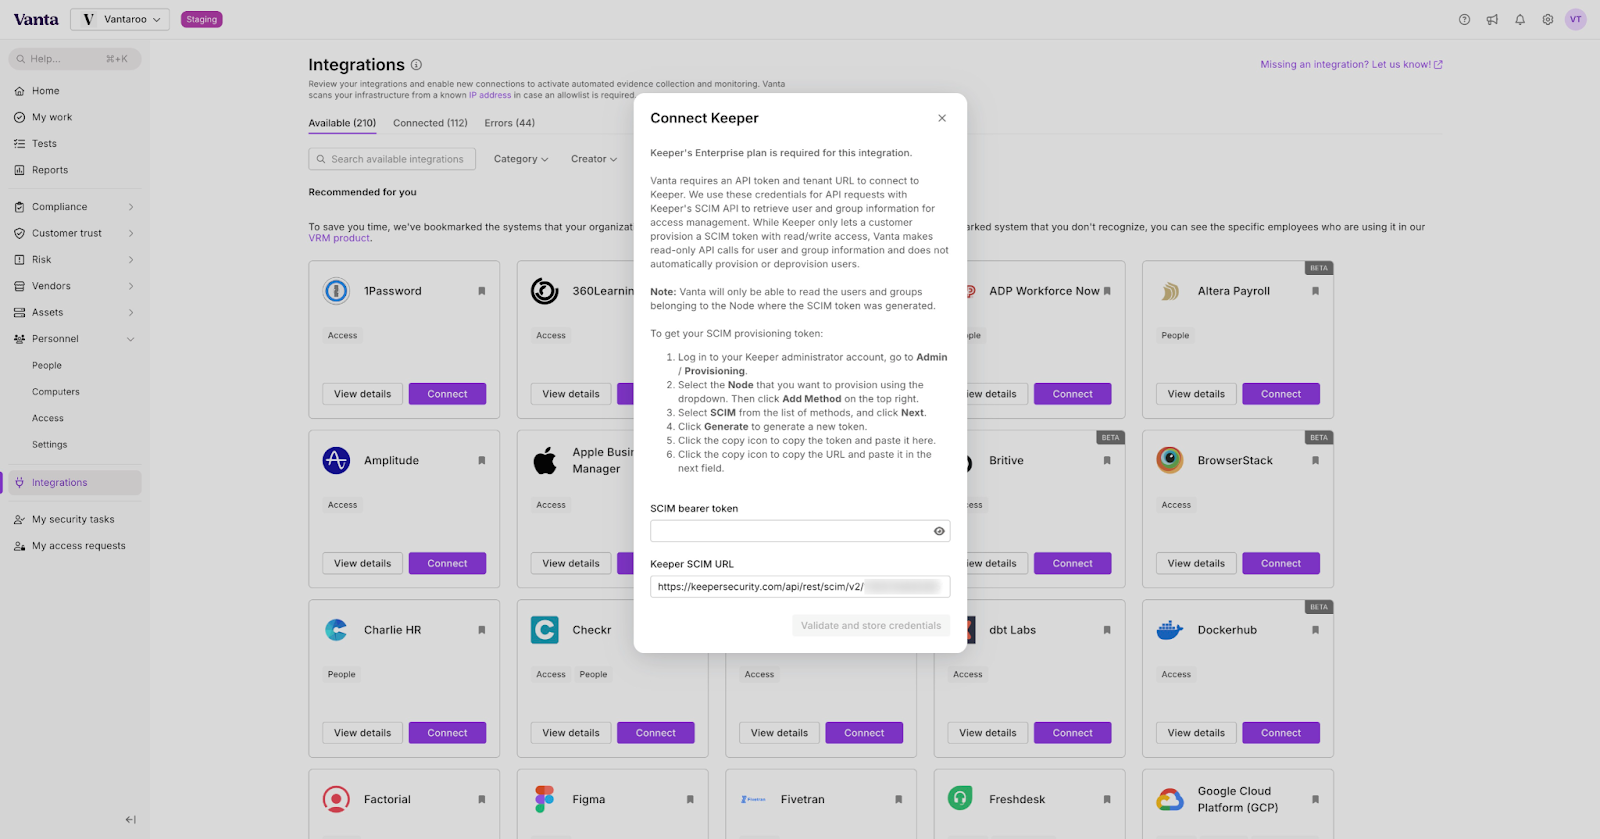 Vanta
V Vantaroo
Staging
VT
Help... ⌘+K
Home
My work
Tests
Reports
Compliance
Customer trust
Risk
Vendors
Assets
Personnel
People
Computers
Access
Settings
Integrations
My security tasks
My access requests
Integrations
Missing an integration? Let us know!
Review your integrations and enable new connections to activate automated evidence collection and monitoring. Vanta
scans your infrastructure from a known IP address in case an allowlist is required.
Available (210) Connected (112) Errors (44)
Search available integrations Category Creator
Recommended for you
To save you time, we've bookmarked the systems that your
system that you don't recognize, you can see the specific employees who are using it in our
VRM product.
Connect Keeper
Keeper's Enterprise plan is required for this integration.
Vanta requires an API token and tenant URL to connect to
Keeper. We use these credentials for API requests with
Keeper's SCIM API to retrieve user and group information for
access management. While Keeper only lets a customer
provision a SCIM token with read/write access, Vanta makes
read-only API calls for user and group information and does not
automatically provision or deprovision users.
Note: Vanta will only be able to read the users and groups
belonging to the Node where the SCIM token was generated.
To get your SCIM provisioning token:
1. Log in to your Keeper administrator account, go to Admin
/ Provisioning.
2. Select the Node that you want to provision using the
dropdown. Then click Add Method on the top right.
3. Select SCIM from the list of methods, and click Next.
4. Click Generate to generate a new token.
5. Click the copy icon to copy the token and paste it here.
6. Click the copy icon to copy the URL and paste it in the
next field.
SCIM bearer token
Keeper SCIM URL
https://keepersecurity.com/api/rest/scim/v2/
Validate and store credentials
1Password
Access
View details Connect
360Learnin
Access
View details
ADP Workforce Now
Connect
BETA
Altera Payroll
People
View details Connect
Amplitude
Access
View details Connect
Apple Busi
Manager
Access
View details
BETA
Britive
Connect
BETA
BrowserStack
Access
View details Connect
Charlie HR
People
View details Connect
Checkr
Access People
View details Connect
Access
View details Connect
dbt Labs
Access
View details Connect
BETA
Dockerhub
Access
View details Connect
Factorial
Figma
Fivetran
Fivetran
Freshdesk
Google Cloud
Platform (GCP)